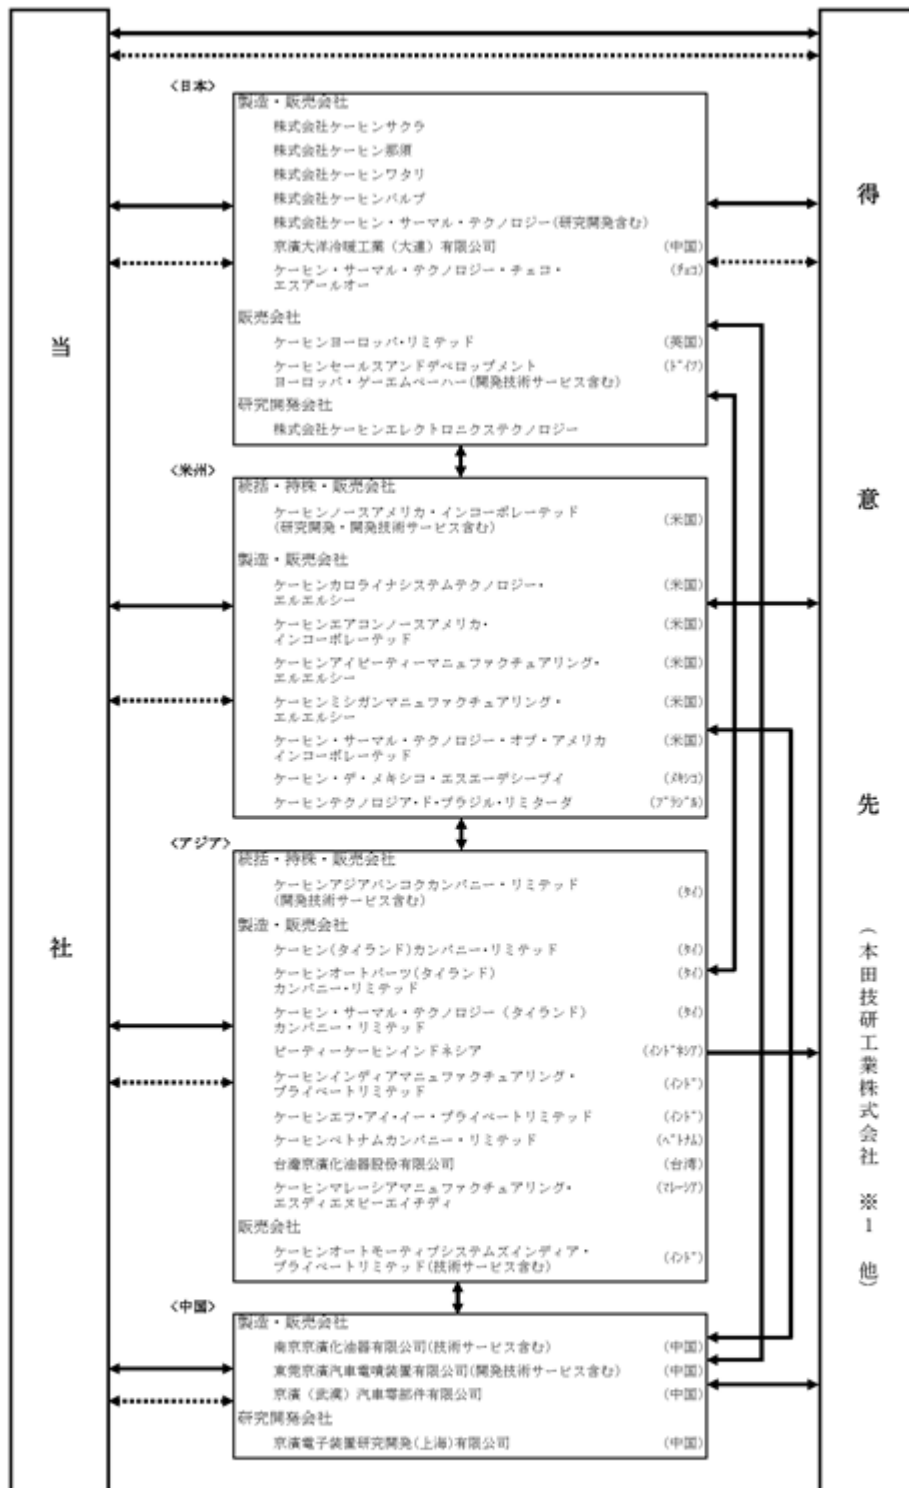 当社
得意先
（本田技研工業株式会社 ※1 他）
<日本>
製造・販売会社
株式会社ケーヒンサクラ
株式会社ケーヒン那須
株式会社ケーヒンワタリ
株式会社ケーヒンバルブ
株式会社ケーヒン・サーマル・テクノロジー(研究開発含む)
京濱大洋冷暖工業（大連）有限公司 (中国)
ケーヒン・サーマル・テクノロジー・チェコ・ (ﾁｪｺ)
エスアールオー
販売会社
ケーヒンヨーロッパ・リミテッド (英国)
ケーヒンセールスアンドデベロップメント (ﾄﾞｲﾂ)
ヨーロッパ・ゲーエムベーハー(開発技術サービス含む)
研究開発会社
株式会社ケーヒンエレクトロニクステクノロジー
<米州>
統括・持株・販売会社
ケーヒンノースアメリカ・インコーポレーテッド (米国)
(研究開発・開発技術サービス含む)
製造・販売会社
ケーヒンカロライナシステムテクノロジー・ (米国)
エルエルシー
ケーヒンエアコンノースアメリカ・ (米国)
インコーポレーテッド
ケーヒンアイピーティーマニュファクチュアリング・ (米国)
エルエルシー
ケーヒンミシガンマニュファクチュアリング・ (米国)
エルエルシー
ケーヒン・サーマル・テクノロジー・オブ・アメリカ (米国)
インコーポレーテッド
ケーヒン・デ・メキシコ・エスエーデシーブイ (ﾒｷｼｺ)
ケーヒンテクノロジア・ド・ブラジル・リミターダ (ﾌﾞﾗｼﾞﾙ)
<アジア>
統括・持株・販売会社
ケーヒンアジアバンコクカンパニー・リミテッド (ﾀｲ)
(開発技術サービス含む)
製造・販売会社
ケーヒン(タイランド)カンパニー・リミテッド (ﾀｲ)
ケーヒンオートパーツ(タイランド) (ﾀｲ)
カンパニー・リミテッド
ケーヒン・サーマル・テクノロジー（タイランド） (ﾀｲ)
カンパニー・リミテッド
ピーティーケーヒンインドネシア (ｲﾝﾄﾞﾈｼｱ)
ケーヒンインディアマニュファクチュアリング・ (ｲﾝﾄﾞ)
プライベートリミテッド
ケーヒンエフ・アイ・イー・プライベートリミテッド (ｲﾝﾄﾞ)
ケーヒンベトナムカンパニー・リミテッド (ﾍﾞﾄﾅﾑ)
台灣京濱化油器股份有限公司 (台湾)
ケーヒンマレーシアマニュファクチュアリング・ (ﾏﾚｰｼｱ)
エスディエヌビーエイチディ
販売会社
ケーヒンオートモーティブシステムズインディア・ (ｲﾝﾄﾞ)
プライベートリミテッド(技術サービス含む)
<中国>
製造・販売会社
南京京濱化油器有限公司(技術サービス含む) (中国)
東莞京濱汽車電噴装置有限公司(開発技術サービス含む) (中国)
京濱（武漢）汽車零部件有限公司 (中国)
研究開発会社
京濱電子装置研究開発(上海)有限公司 (中国)